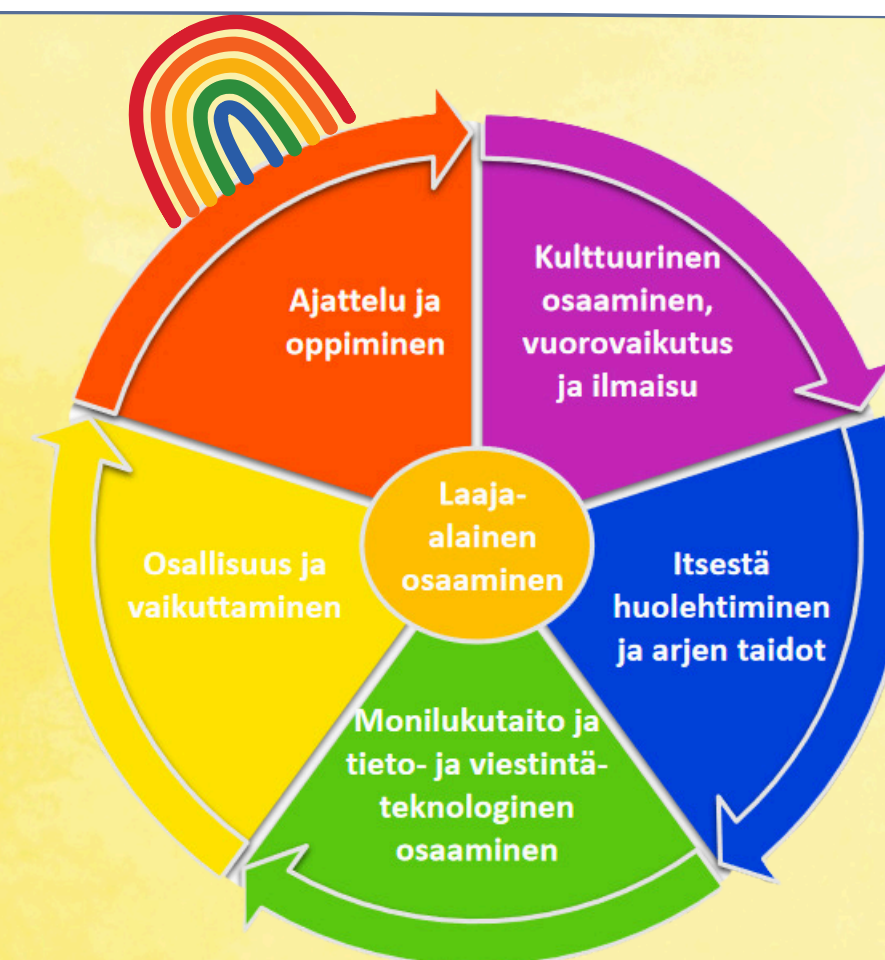 Ajattelu ja
oppiminen
Kulttuurinen
osaaminen,
vuorovaikutus
ja ilmaisu
Laaja-
alainen
osaaminen
Itsestä
huolehtiminen
ja arjen taidot
Monilukutaito ja
tieto- ja viestintä-
teknologinen
osaaminen
Osallisuus ja
vaikuttaminen